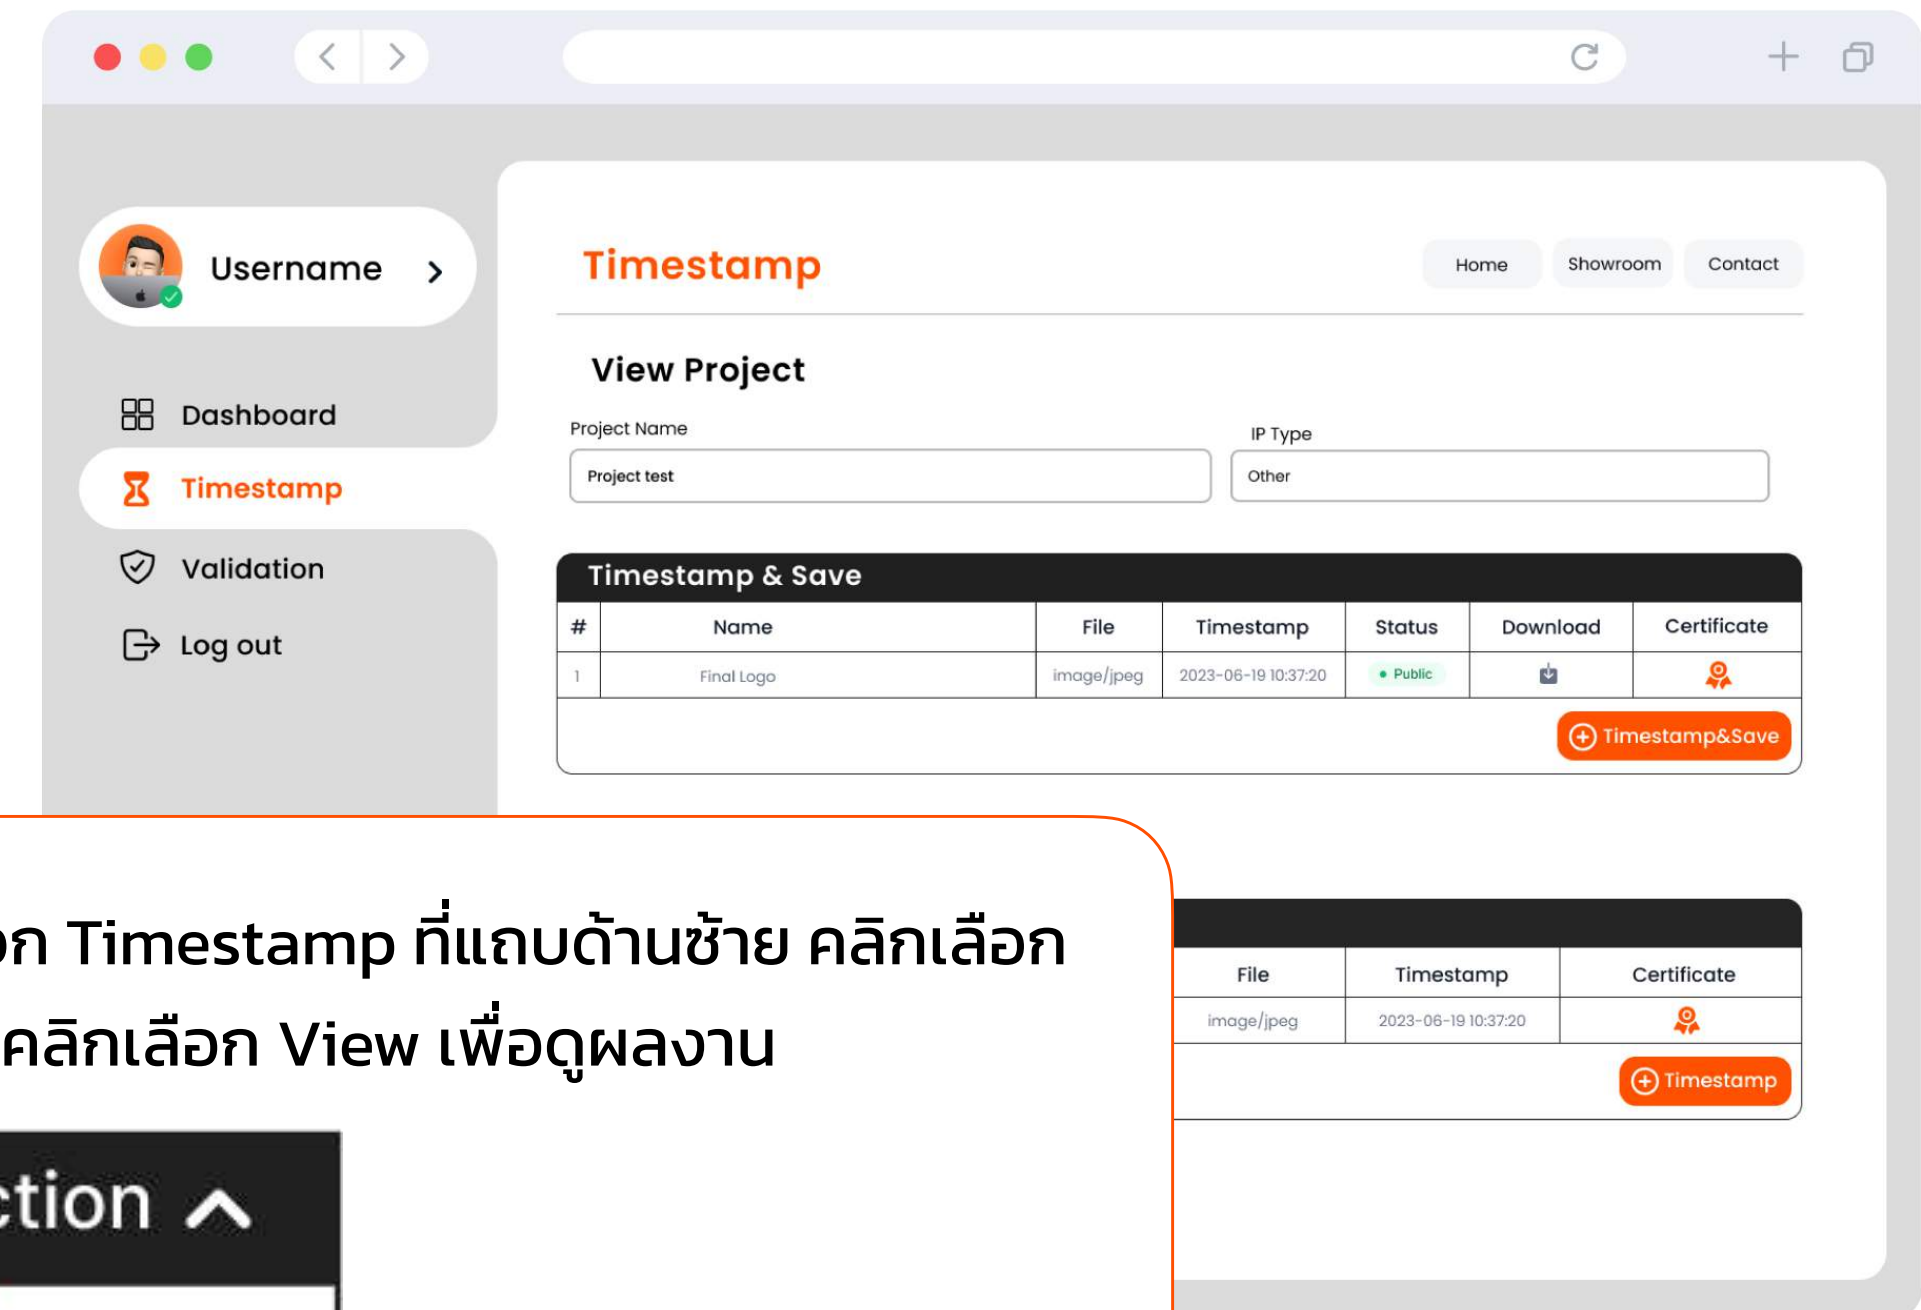 Username
Dashboard
Timestamp
Validation
Log out
Timestamp
Home Showroom Contact
View Project
Project Name IP Type
Project test Other
Timestamp & Save
# Name File Timestamp Status Download Certificate
1 Final Logo image/jpeg 2023-06-19 10:37:20 Public
Timestamp&Save
File Timestamp Certificate
image/jpeg 2023-06-19 10:37:20
Timestamp
Timestamp ที่แถบด้านซ้าย คลิกเลือก
คลิกเลือก View เพื่อดูผลงาน